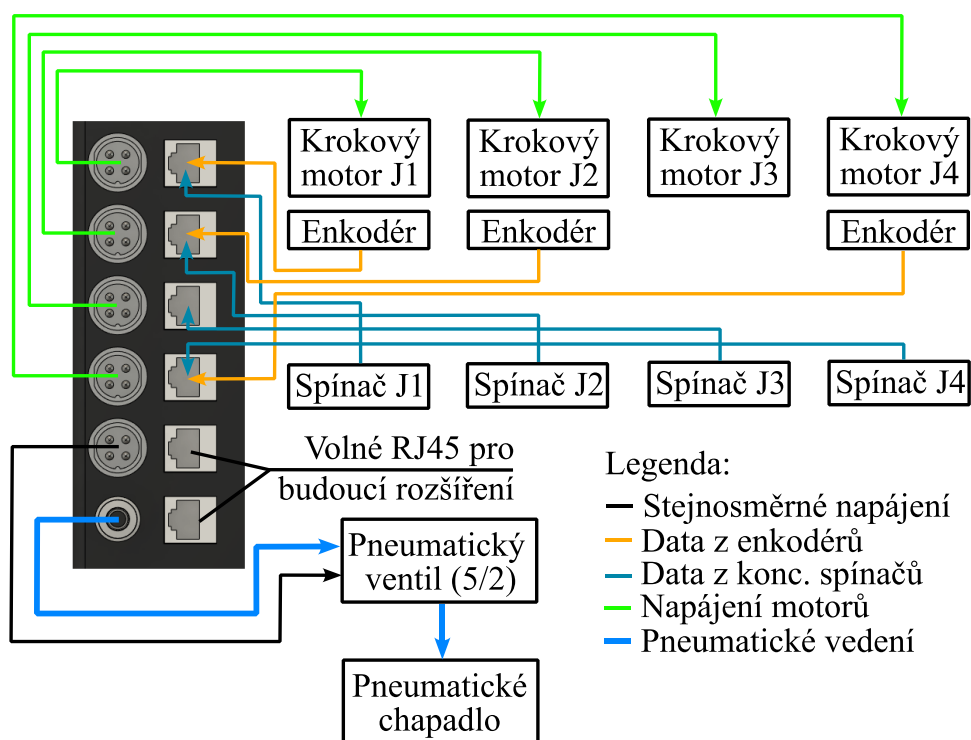 Krokový
motor J1
Krokový
motor J2
Krokový
motor J3
Krokový
motor J4
Enkodér
Enkodér
Enkodér
Spínač J1
Spínač J2
Spínač J3
Spínač J4
Volné RJ45 pro
budoucí rozšíření
Pneumatický
ventil (5/2)
Pneumatické
chapadlo
Legenda:
Stejnosměrné napájení
Data z enkodérů
Data z konc. spínačů
Napájení motorů
Pneumatické vedení